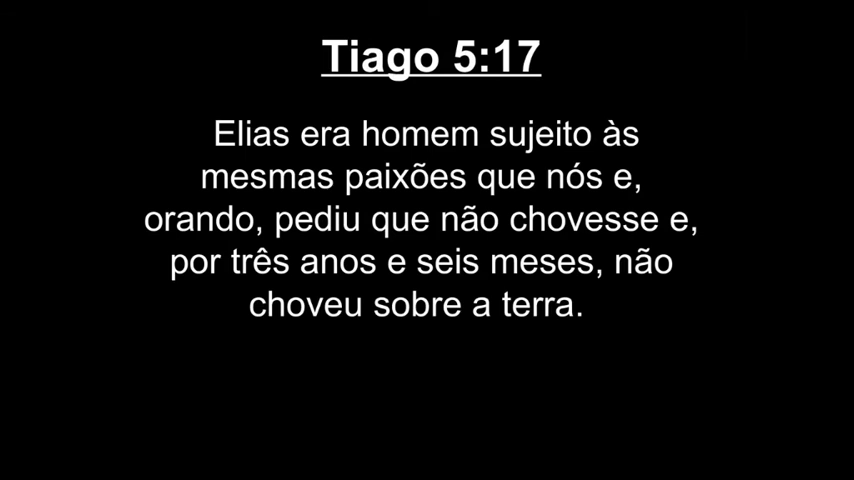 Tiago 5:17
Elias era homem sujeito às
mesmas paixões que nós e,
orando, pediu que não chovesse e,
por três anos e seis meses, não
choveu sobre a terra.